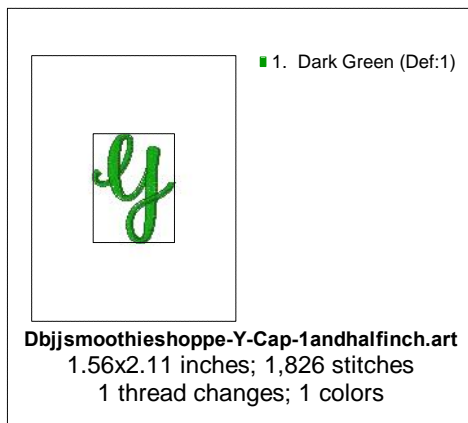 1. Dark Green (Def:1)
Y
Dbjjsmoothieshoppe-Y-Cap-1andhalfinch.art
1.56x2.11 inches; 1,826 stitches
1 thread changes; 1 colors